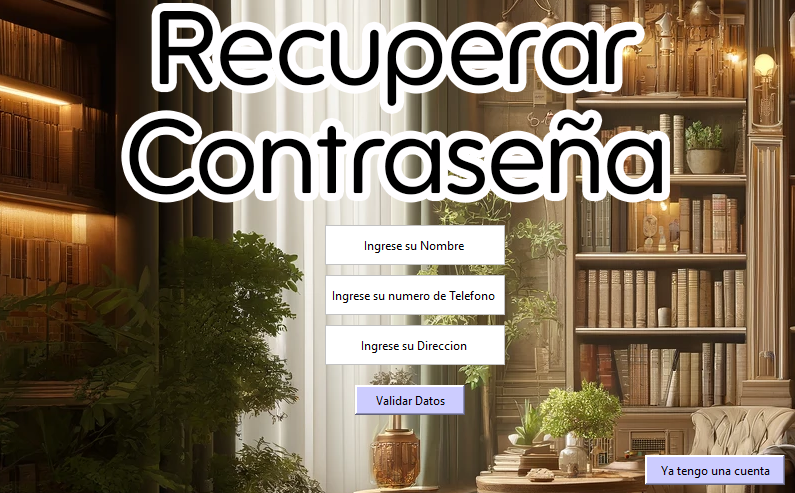 Recuperar
Contraseña
Ingrese su Nombre
Ingrese su numero de Telefono
Ingrese su Direccion
Validar Datos
Ya tengo una cuenta